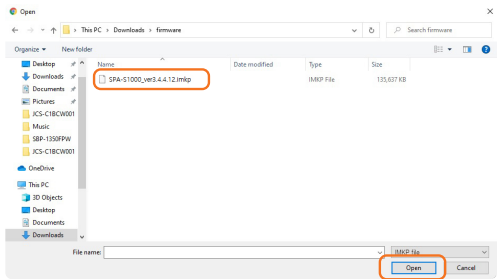 Open
This PC > Downloads > firmware
Search firmware
Organize
New folder
Name
Date modified
Type
Size
SPA-S1000_ver3.4.4.12.imkp
IMKP File
135,637 KB
Desktop
Downloads
Documents
Pictures
JCS-C1BCW001
Music
SBP-1350FPW
JCS-C1BCW001
OneDrive
This PC
3D Objects
Desktop
Documents
Downloads
File name:
IMKP file
Open
Cancel